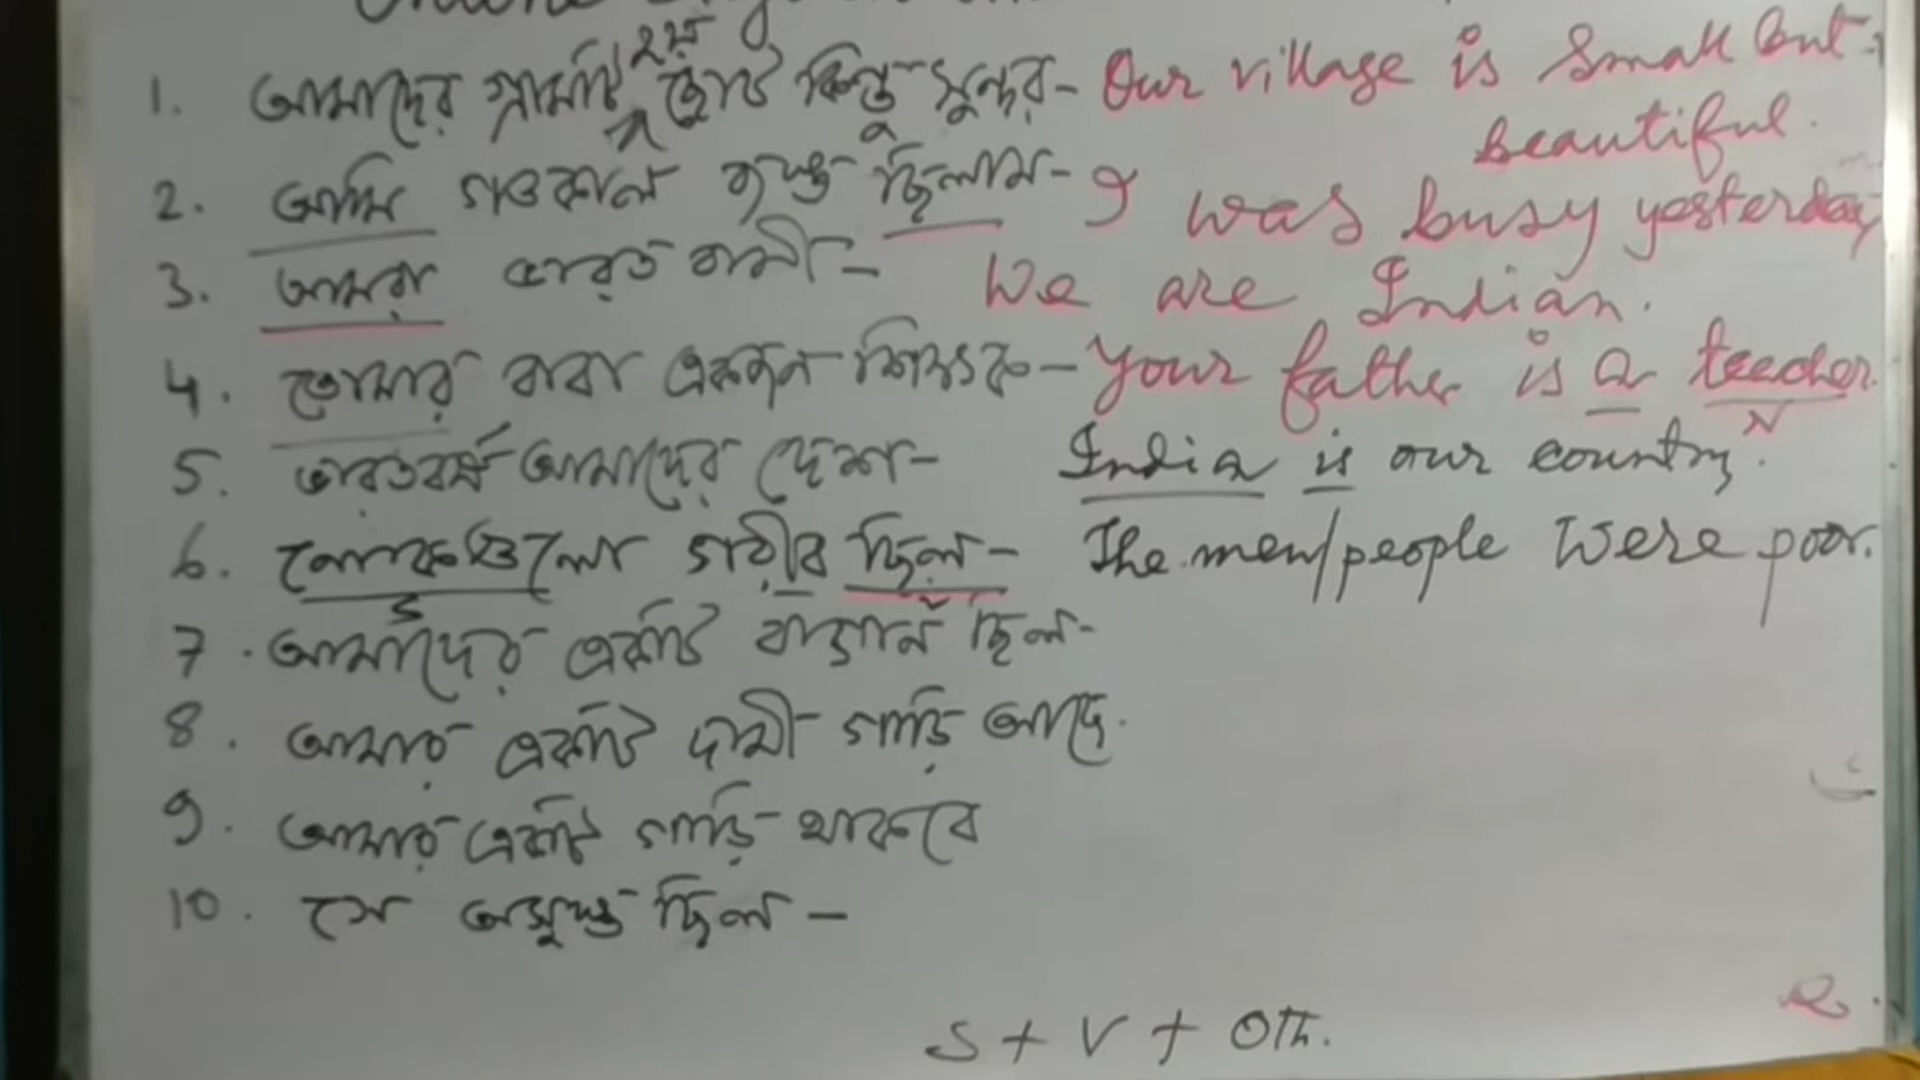 1. আমাদের গ্রামটি হয় ছোট কিন্তু সুন্দর- Our village is small but
beautiful.
2. আমি গতকাল ব্যস্ত ছিলাম- I was busy yesterday
3. আমরা ভারতবাসী- We are Indian.
4. তোমার বাবা একজন শিক্ষক- Your father is a teacher.
N
5. ভারতবর্ষ আমাদের দেশ- India is our country.
6. লোকগুলো গরীব ছিল- The men/people were poor.
S
7. আমাদের একটি বাগান ছিল-
8. আমার একটি দামী গাড়ি আছে.
9. আমার একটি গাড়ি থাকবে
10. সে অসুস্থ ছিল-
S + V + Oth.